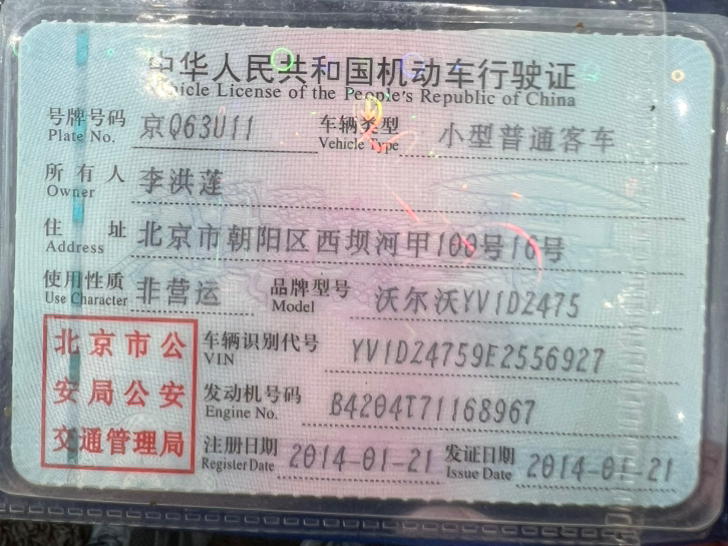 中华人民共和国机动车行驶证
Vehicle License of the People's Republic of China
号牌号码 京Q63U11 车辆类型 小型普通客车
Plate No. Vehicle Type
所有人 李洪莲
Owner
住址 北京市朝阳区西坝河甲100号16号
Address
使用性质 非营运 品牌型号 沃尔沃YV1DZ475
Use Character Model
北京市公安局公安交通管理局
车辆识别代号 YV1DZ4759E2556927
VIN
发动机号码 B4204T71168967
Engine No.
注册日期 2014-01-21 发证日期 2014-01-21
Register Date Issue Date